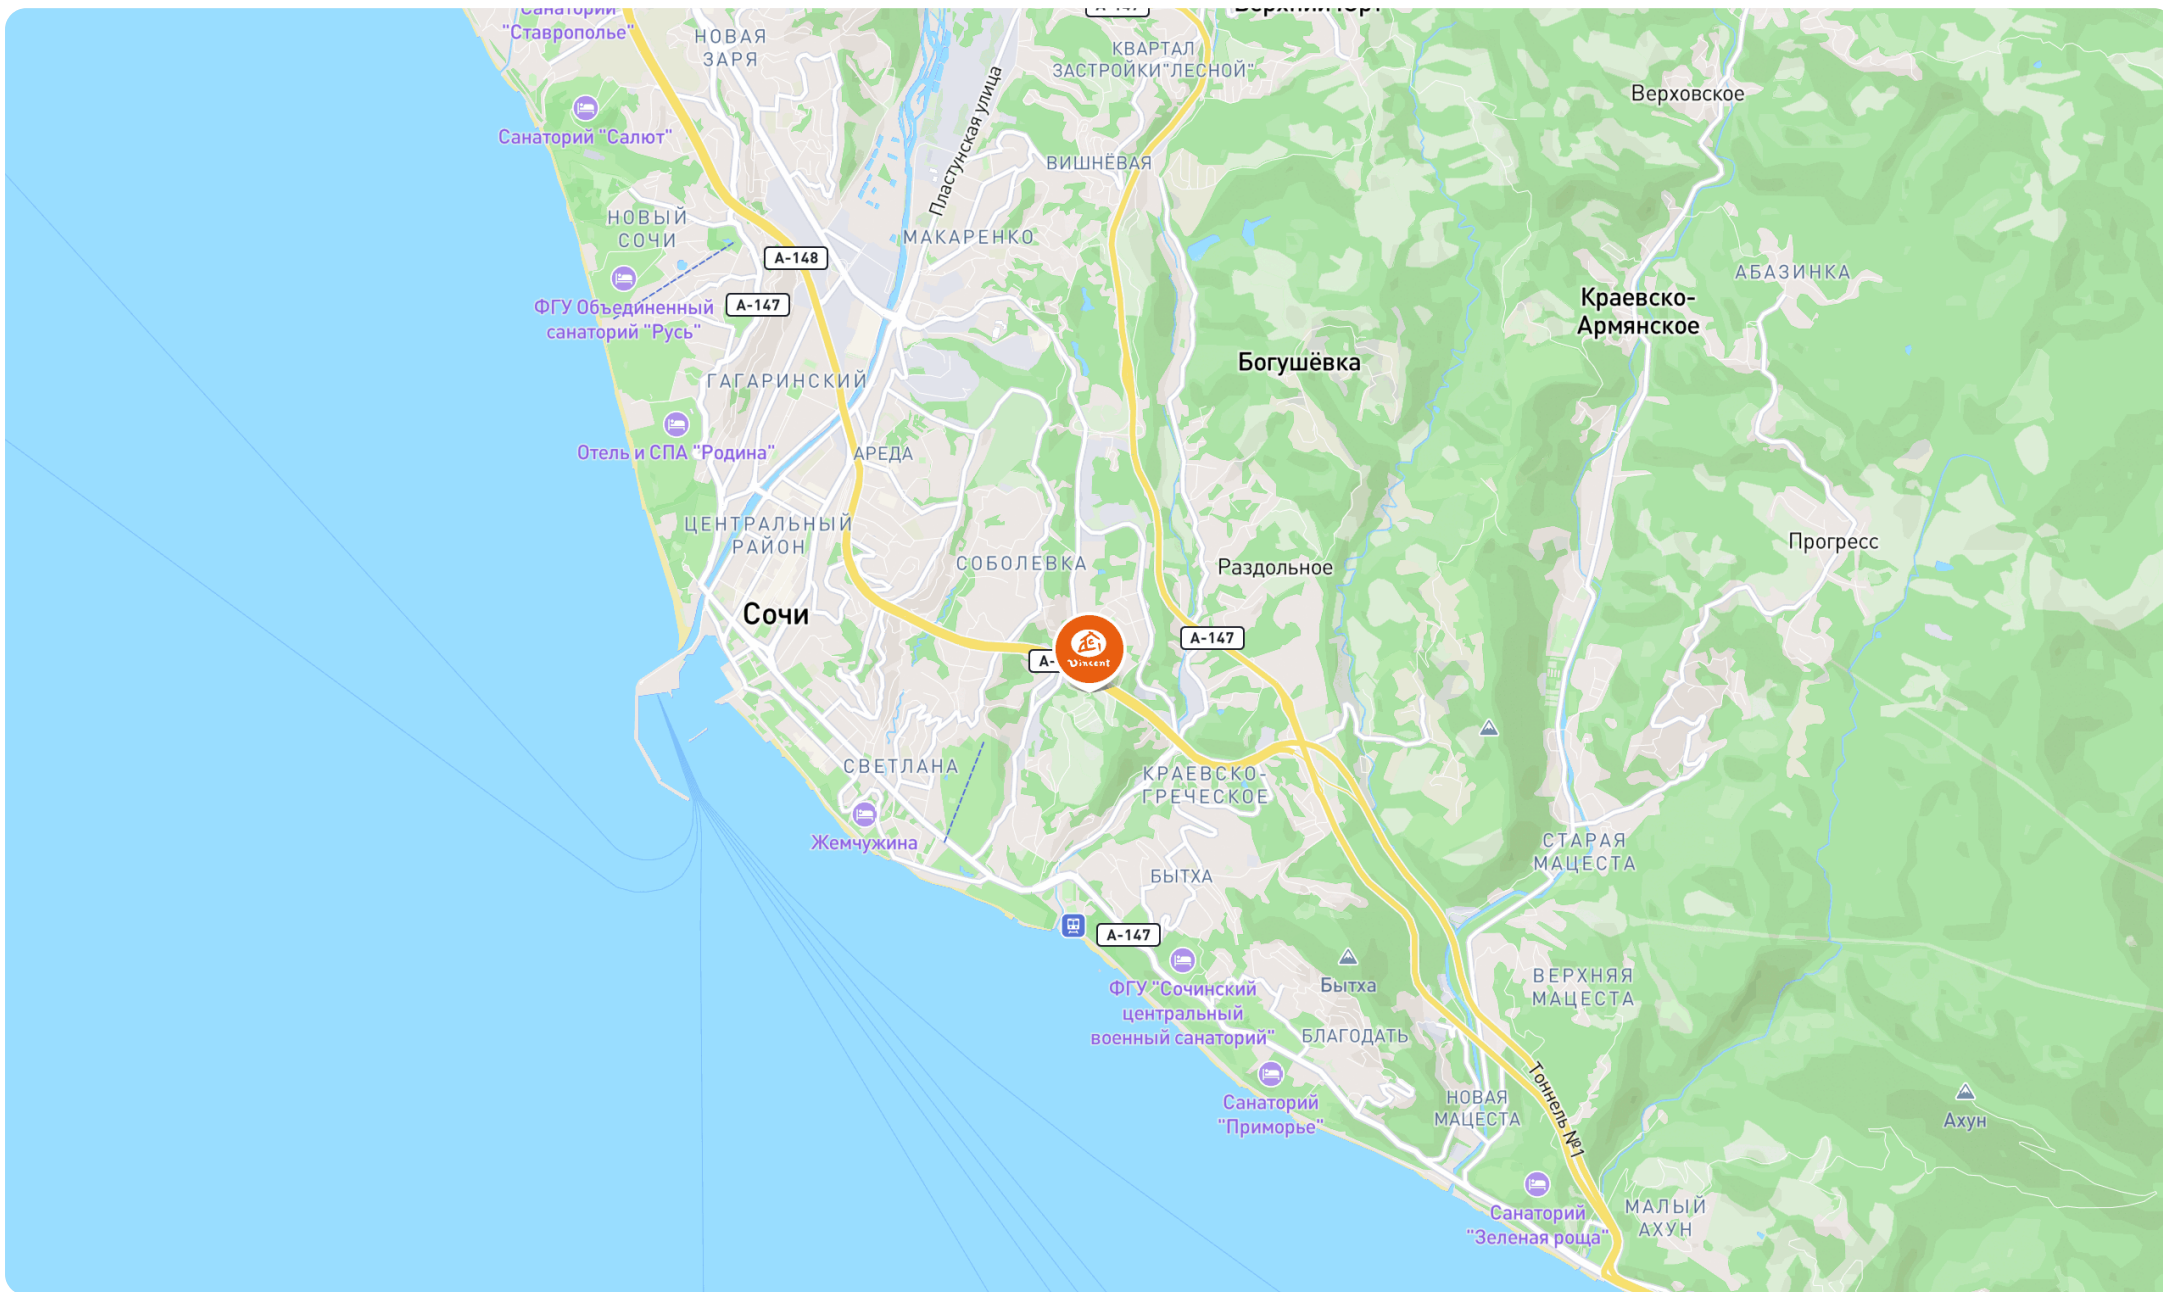 Санаторий
"Ставрополье"
НОВАЯ
ЗАРЯ
А-147
Верхний Юрт
КВАРТАЛ
ЗАСТРОЙКИ"ЛЕСНОЙ"
Верховское
Санаторий "Салют"
Пластунская улица
ВИШНЁВАЯ
НОВЫЙ
СОЧИ
МАКАРЕНКО
А-148
АБАЗИНКА
ФГУ Объединенный
санаторий "Русь"
А-147
Краевско-
Армянское
Богушёвка
ГАГАРИНСКИЙ
Отель и СПА "Родина"
АРЕДА
ЦЕНТРАЛЬНЫЙ
РАЙОН
Прогресс
СОБОЛЕВКА
Раздольное
Сочи
А-147
А-
Vincent
СВЕТЛАНА
КРАЕВСКО-
ГРЕЧЕСКОЕ
Жемчужина
СТАРАЯ
МАЦЕСТА
БЫТХА
А-147
ФГУ "Сочинский
центральный
военный санаторий"
Бытха
ВЕРХНЯЯ
МАЦЕСТА
БЛАГОДАТЬ
Санаторий
"Приморье"
НОВАЯ
МАЦЕСТА
Тоннель №1
Ахун
Санаторий
"Зеленая роща"
МАЛЫЙ
АХУН